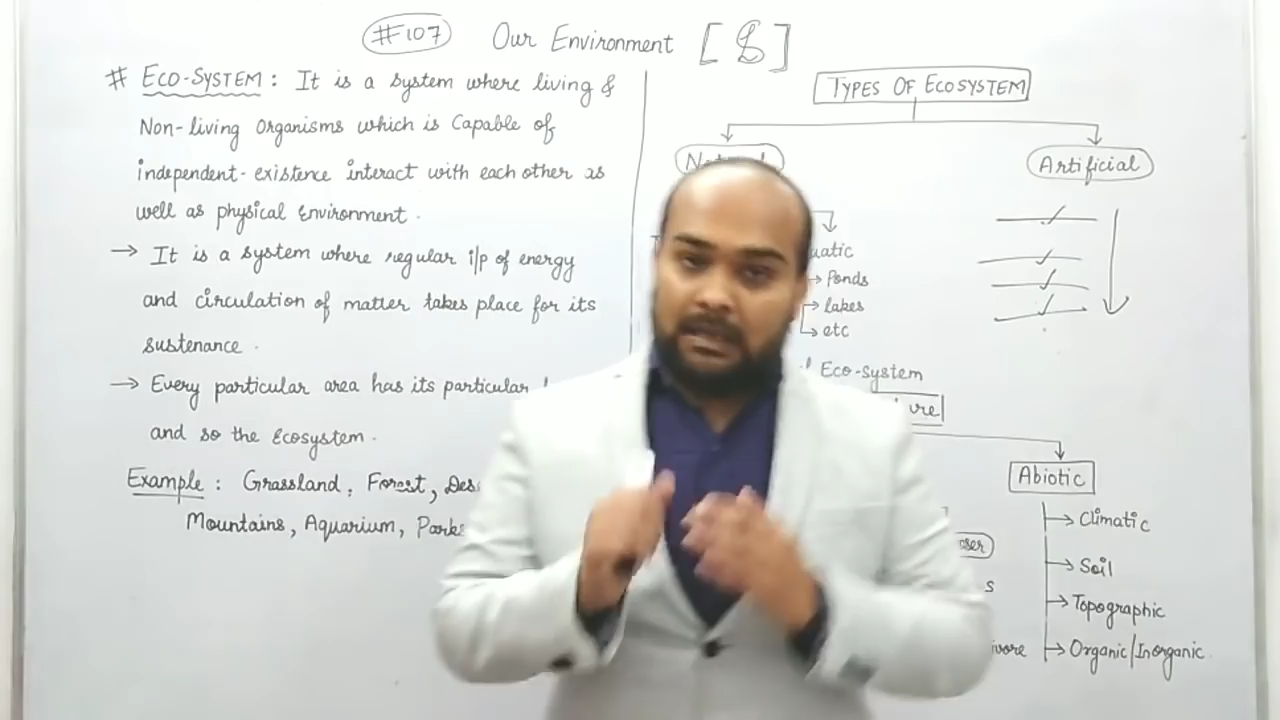 #107 Our Environment [ ]
# ECO-SYSTEM : It is a system where living &
Non-living Organisms which is Capable of
independent-existence interact with each other as
well as physical Environment.
→ It is a system where regular i/p of energy
and circulation of matter takes place for its
sustenance.
→ Every particular area has its particular
and so the Ecosystem.
Example : Grassland, Forest,
Mountains, Aquarium, Parks
TYPES OF ECOSYSTEM
Artificial
→ Ponds
→ lakes
→ etc
Eco-system
Abiotic
→ Climatic
→ Soil
→ Topographic
→ Organic/Inorganic.